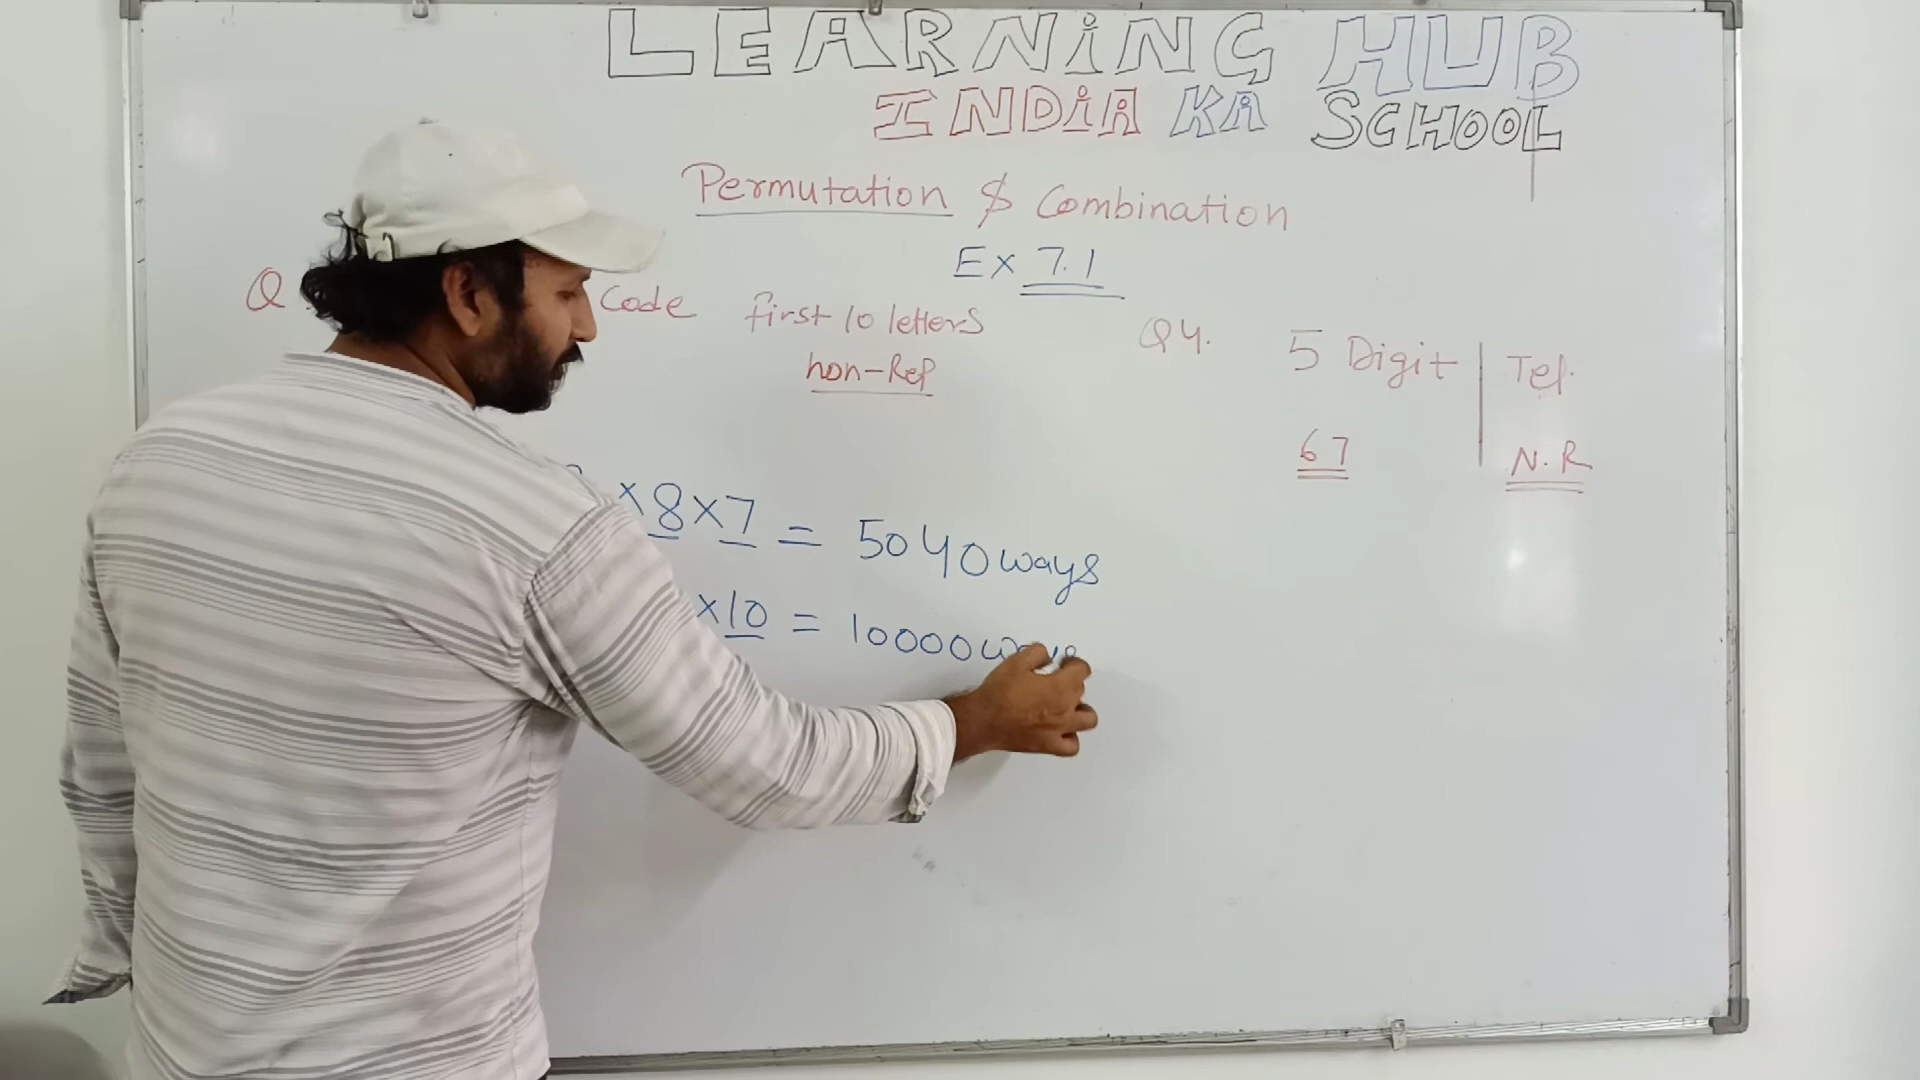 LEARNiNG HUB
INDiA KA SCHOOL
Permutation & Combination
Ex 7.1
Q Code first 10 letters
non-Rep
Q4. 5 Digit Tel.
67 N.R
×8×7 = 5040 ways
×10 = 10000 ways